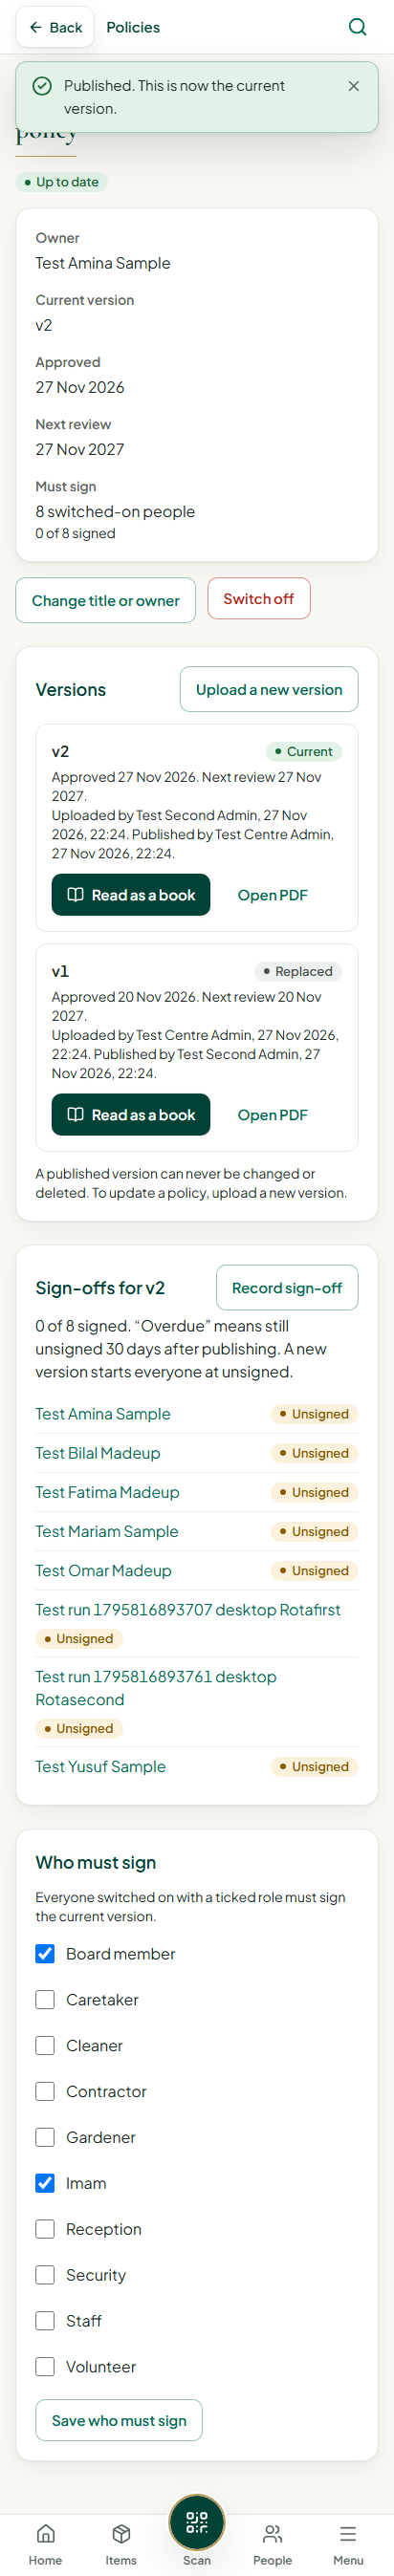 Back
Policies
Published. This is now the current
version.
policy
Up to date
Owner
Test Amina Sample
Current version
v2
Approved
27 Nov 2026
Next review
27 Nov 2027
Must sign
8 switched-on people
0 of 8 signed
Change title or owner
Switch off
Versions
Upload a new version
v2
Current
Approved 27 Nov 2026. Next review 27 Nov
2027.
Uploaded by Test Second Admin, 27 Nov
2026, 22:24. Published by Test Centre Admin,
27 Nov 2026, 22:24.
Read as a book
Open PDF
v1
Replaced
Approved 20 Nov 2026. Next review 20 Nov
2027.
Uploaded by Test Centre Admin, 27 Nov 2026,
22:24. Published by Test Second Admin, 27
Nov 2026, 22:24.
Read as a book
Open PDF
A published version can never be changed or
deleted. To update a policy, upload a new version.
Sign-offs for v2
Record sign-off
0 of 8 signed. “Overdue” means still
unsigned 30 days after publishing. A new
version starts everyone at unsigned.
Test Amina Sample
Unsigned
Test Bilal Madeup
Unsigned
Test Fatima Madeup
Unsigned
Test Mariam Sample
Unsigned
Test Omar Madeup
Unsigned
Test run 1795816893707 desktop Rotafirst
Unsigned
Test run 1795816893761 desktop
Rotasecond
Unsigned
Test Yusuf Sample
Unsigned
Who must sign
Everyone switched on with a ticked role must sign
the current version.
Board member
Caretaker
Cleaner
Contractor
Gardener
Imam
Reception
Security
Staff
Volunteer
Save who must sign
Home
Items
Scan
People
Menu